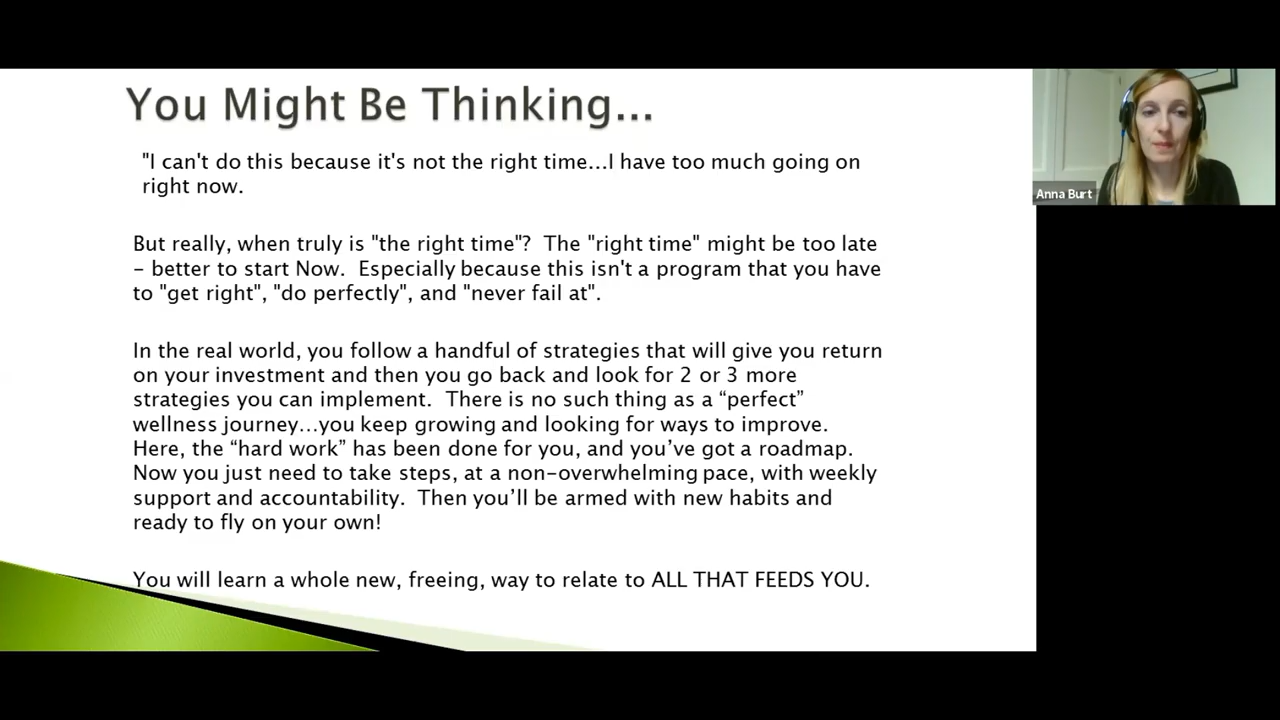 You Might Be Thinking...
"I can't do this because it's not the right time...I have too much going on
right now.
But really, when truly is "the right time"?  The "right time" might be too late
– better to start Now.  Especially because this isn't a program that you have
to "get right", "do perfectly", and "never fail at".
In the real world, you follow a handful of strategies that will give you return
on your investment and then you go back and look for 2 or 3 more
strategies you can implement.  There is no such thing as a “perfect”
wellness journey...you keep growing and looking for ways to improve.
Here, the “hard work” has been done for you, and you’ve got a roadmap.
Now you just need to take steps, at a non-overwhelming pace, with weekly
support and accountability.  Then you’ll be armed with new habits and
ready to fly on your own!
You will learn a whole new, freeing, way to relate to ALL THAT FEEDS YOU.
Anna Burt